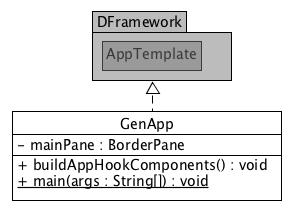 DFramework
AppTemplate
GenApp
- mainPane : BorderPane
+ buildAppHookComponents() : void
+ main(args : String[]) : void